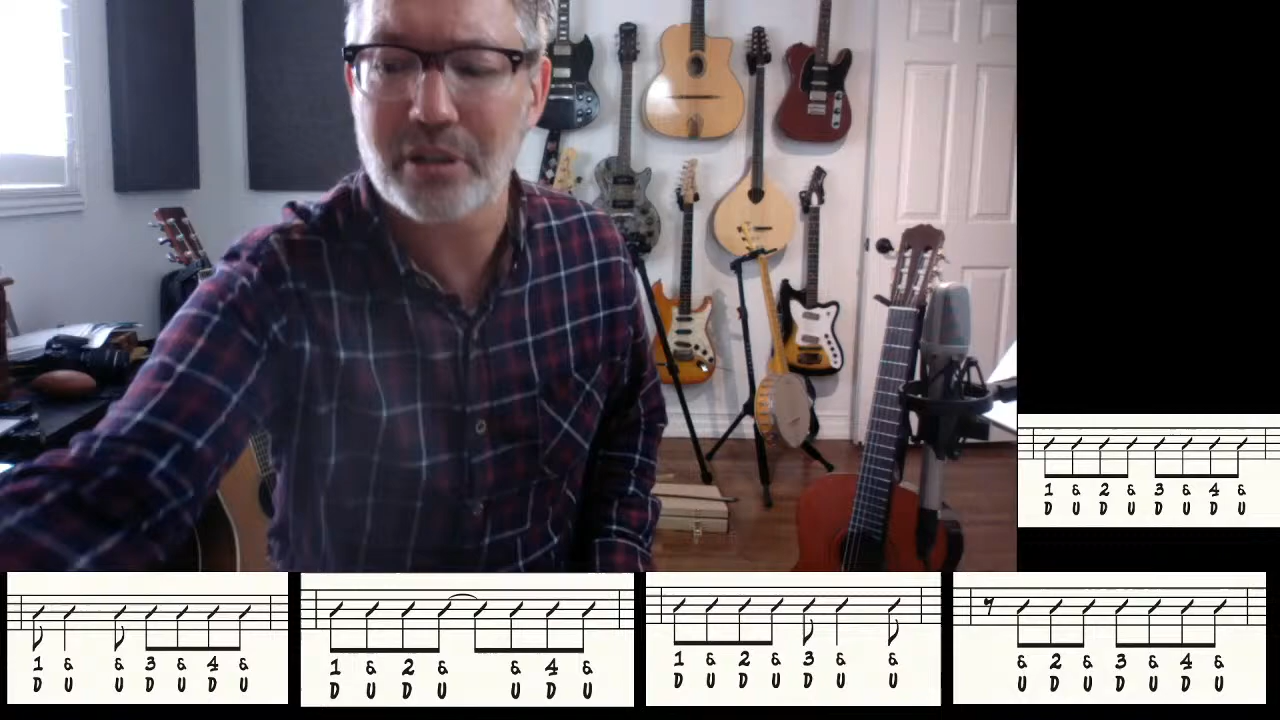 1 & 2 & 3 & 4 &
D U D U D U D U
1 & & 3 & 4 &
D U U D U D U
1 & 2 & & 4 &
D U D U U D U
1 & 2 & 3 & &
D U D U D U U
& 2 & 3 & 4 &
U D U D U D U